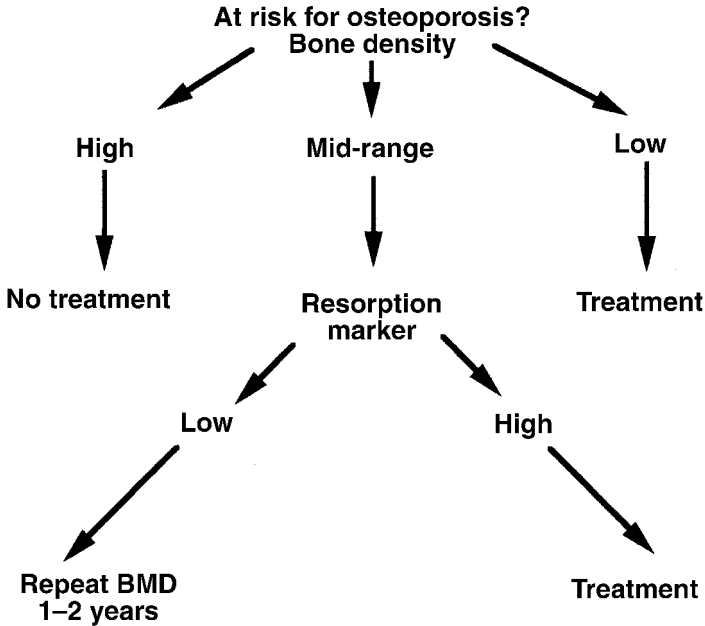 At risk for osteoporosis?
Bone density
High
Mid-range
Low
No treatment
Resorption
marker
Treatment
Low
High
Repeat BMD
1–2 years
Treatment